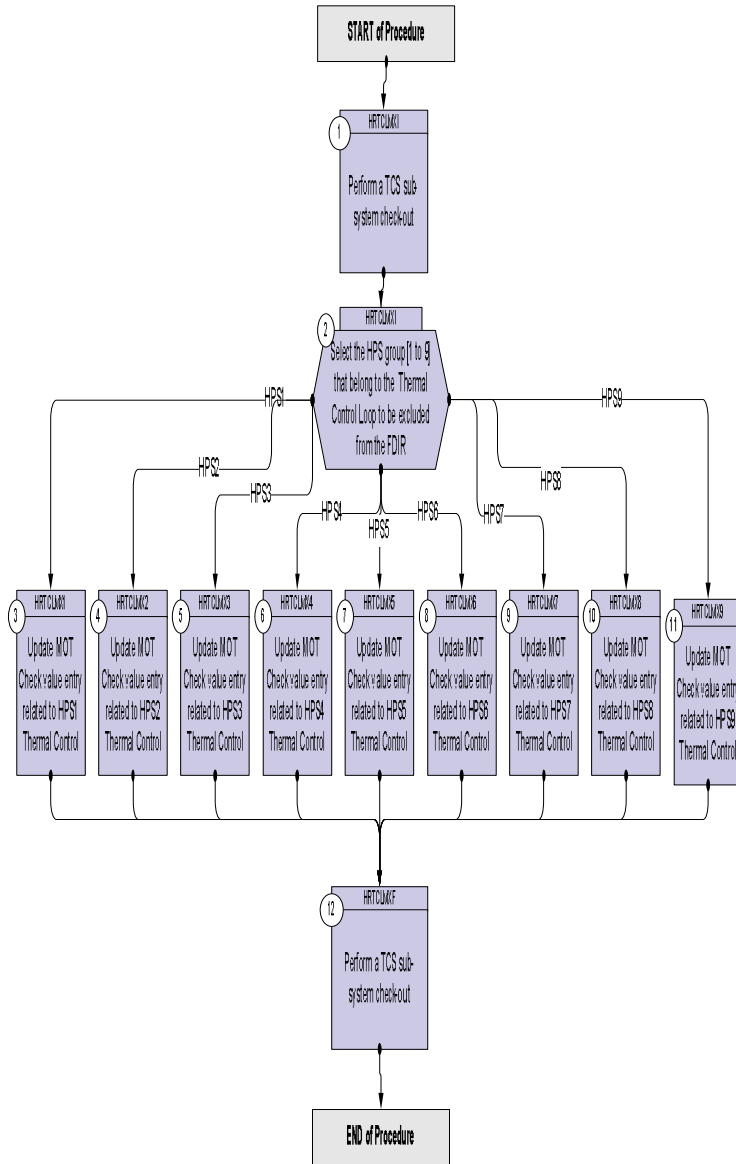 START of Procedure
HRTCLMXI
1
Perform a TCS sub-
system check-out
HRTCLMXI
2
Select the HPS group [1 to 9]
that belong to the Thermal
Control Loop to be excluded
from the FDIR
HPS1
HPS2
HPS3
HPS4
HPS5
HPS6
HPS7
HPS8
HPS9
HRTCLMX1
3
Update MOT
Check value entry
related to HPS1
Thermal Control
HRTCLMX2
4
Update MOT
Check value entry
related to HPS2
Thermal Control
HRTCLMX3
5
Update MOT
Check value entry
related to HPS3
Thermal Control
HRTCLMX4
6
Update MOT
Check value entry
related to HPS4
Thermal Control
HRTCLMX5
7
Update MOT
Check value entry
related to HPS5
Thermal Control
HRTCLMX6
8
Update MOT
Check value entry
related to HPS6
Thermal Control
HRTCLMX7
9
Update MOT
Check value entry
related to HPS7
Thermal Control
HRTCLMX8
10
Update MOT
Check value entry
related to HPS8
Thermal Control
HRTCLMX9
11
Update MOT
Check value entry
related to HPS9
Thermal Control
HRTCLMXF
12
Perform a TCS sub-
system check-out
END of Procedure